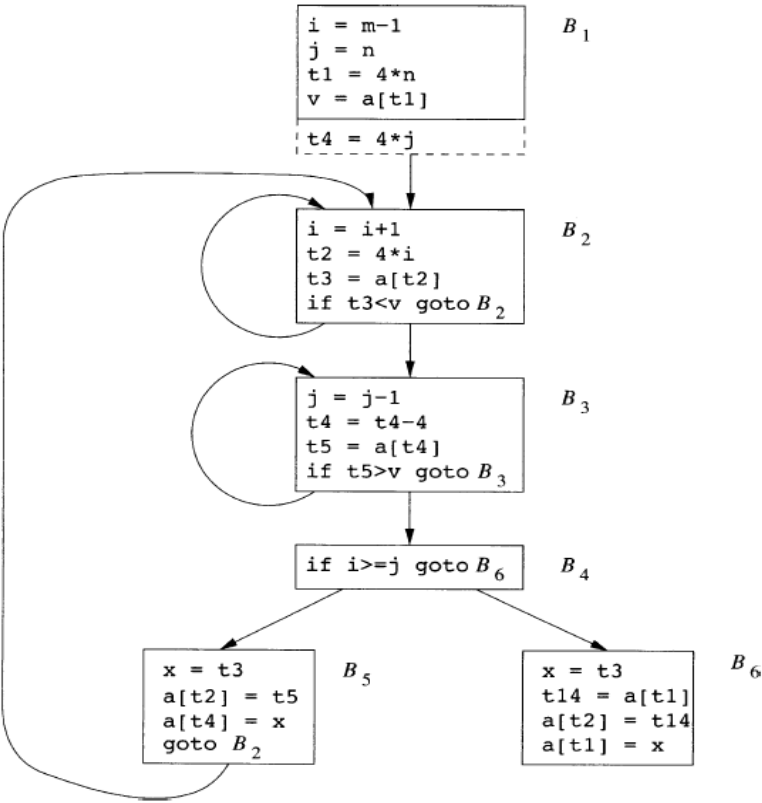 i = m-1
j = n
t1 = 4*n
v = a[t1]
t4 = 4*j
B1
i = i+1
t2 = 4*i
t3 = a[t2]
if t3<v goto B2
B2
j = j-1
t4 = t4-4
t5 = a[t4]
if t5>v goto B3
B3
if i>=j goto B6
B4
x = t3
a[t2] = t5
a[t4] = x
goto B2
B5
x = t3
t14 = a[t1]
a[t2] = t14
a[t1] = x
B6